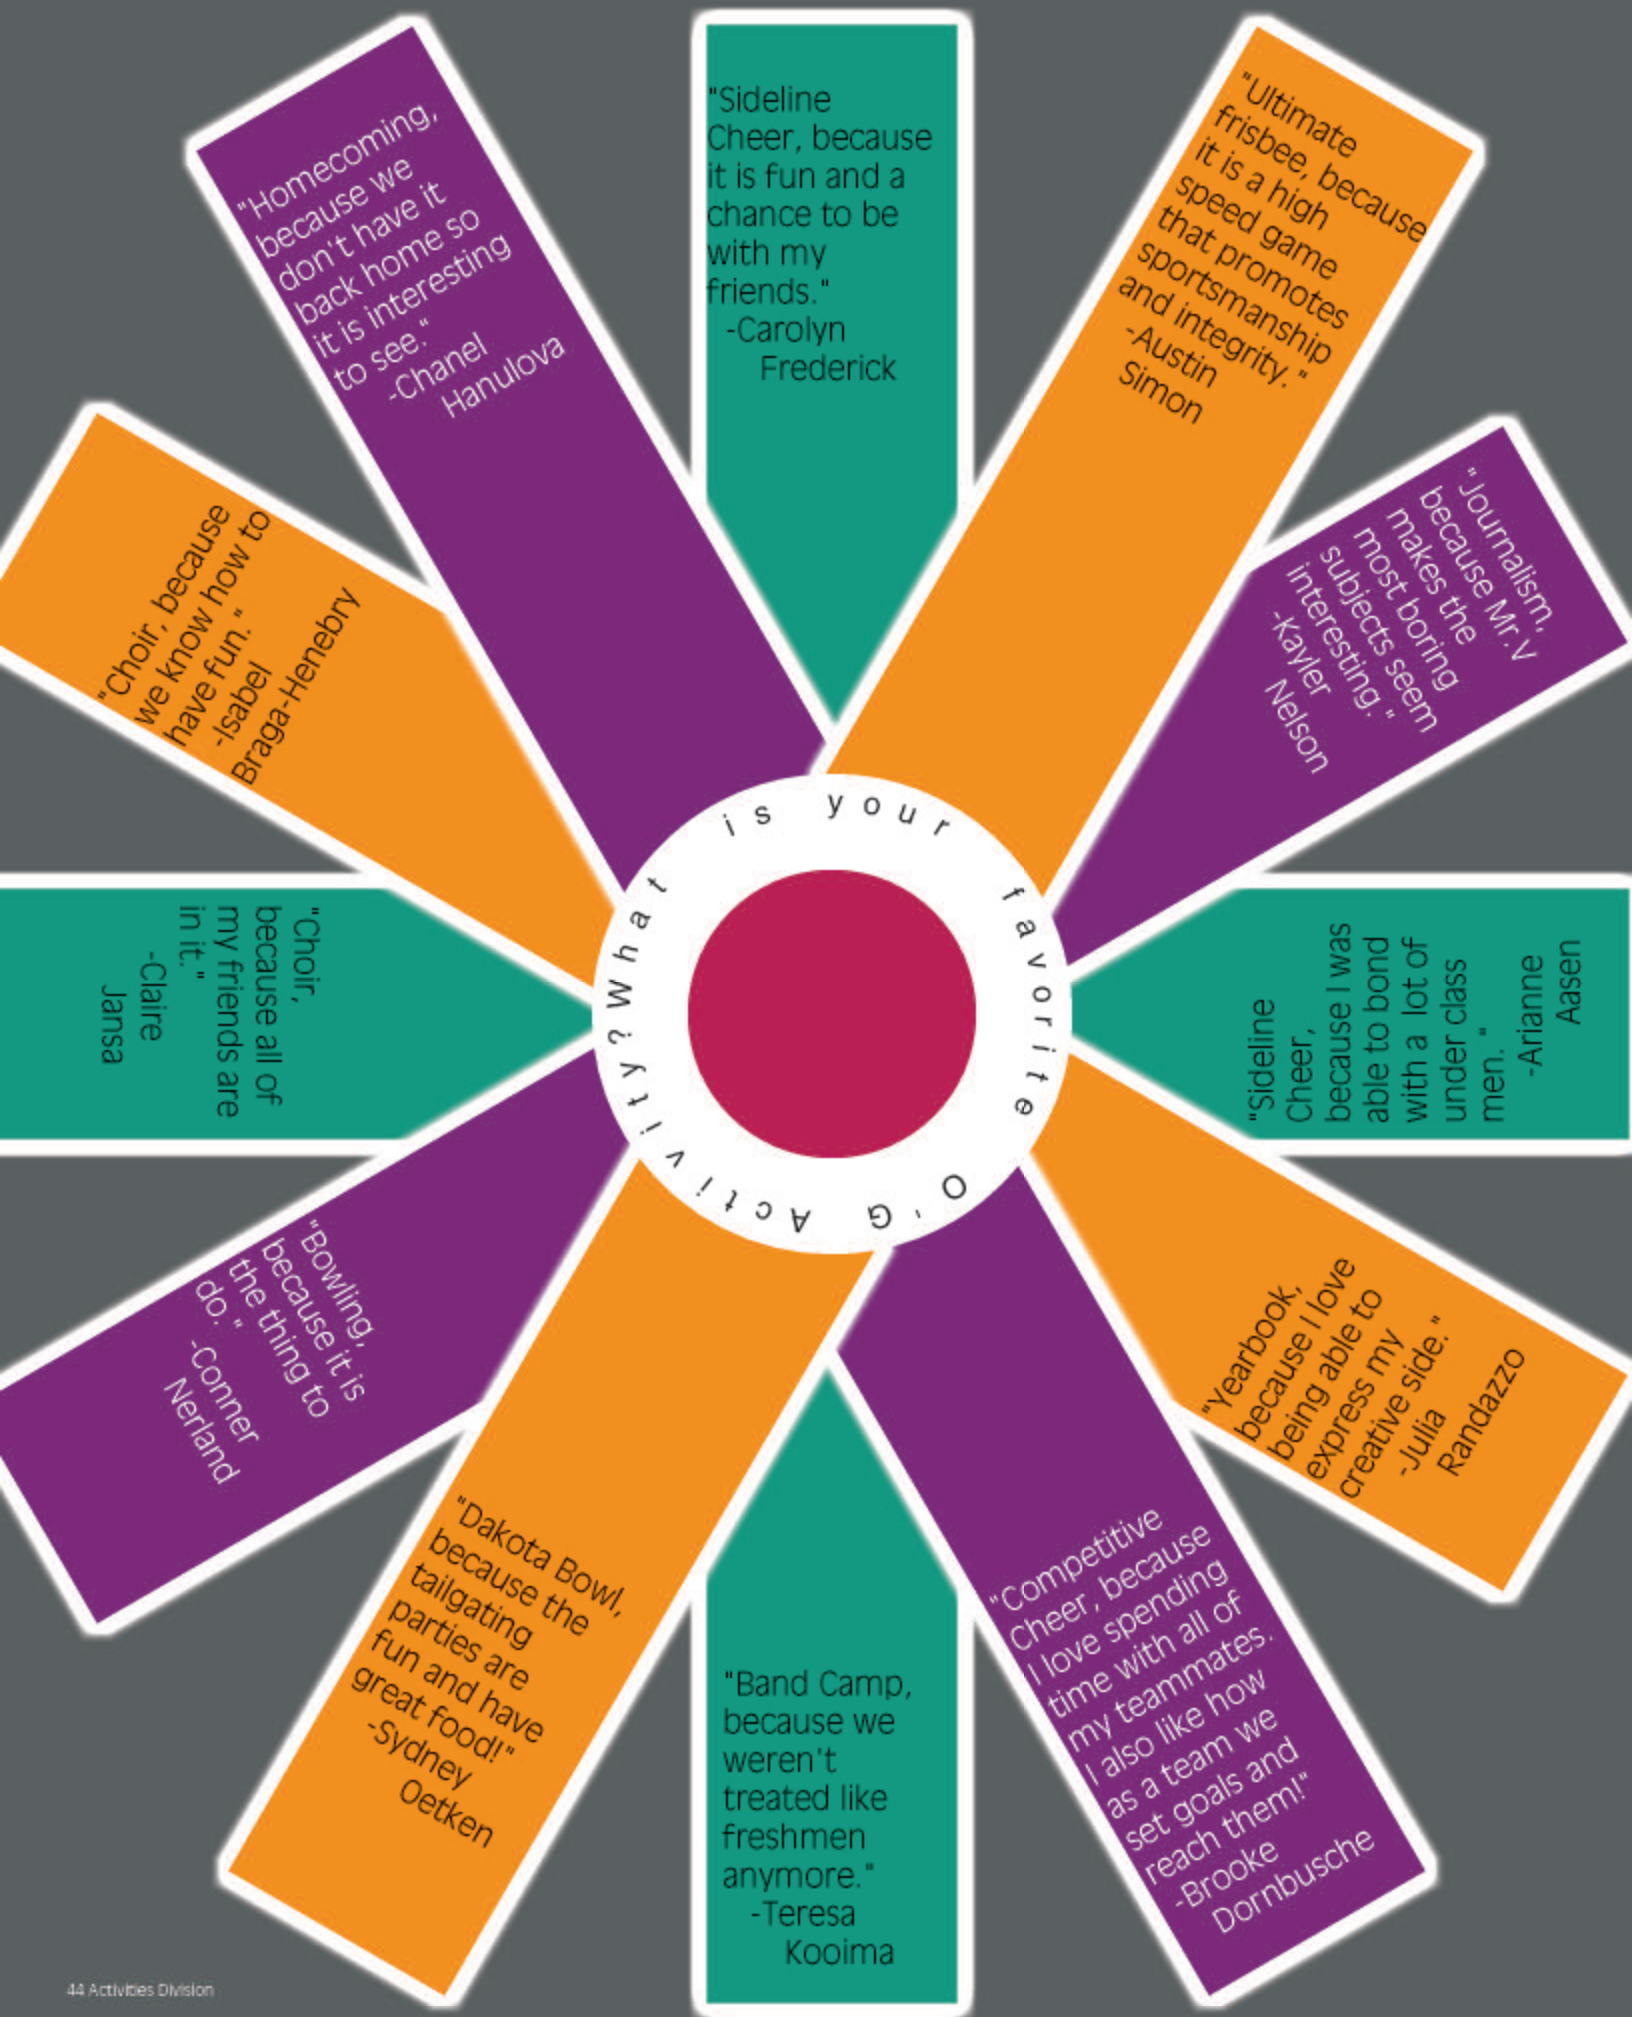 "Homecoming,
because we
don't have it
back home so
it is interesting
to see."
-Chanel
Hanulova
"Sideline
Cheer, because
it is fun and a
chance to be
with my
friends."
-Carolyn
Frederick
"Ultimate
frisbee, because
it is a high
speed game
that promotes
sportsmanship
and integrity."
-Austin
Simon
"Journalism,
because Mr.V
makes the
most boring
subjects seem
interesting."
-Kayler
Nelson
"Sideline
Cheer,
because I was
able to bond
with a lot of
under class
men."
-Arianne
Aasen
"Yearbook,
because I love
being able to
express my
creative side."
-Julia
Randazzo
"Competitive
Cheer, because
I love spending
time with all of
my teammates.
I also like how
as a team we
set goals and
reach them!"
-Brooke
Dornbusche
"Band Camp,
because we
weren't
treated like
freshmen
anymore."
-Teresa
Kooima
"Dakota Bowl,
because the
tailgating
parties are
fun and have
great food!"
-Sydney
Oetken
"Bowling,
because it is
the thing to
do."
-Conner
Nerland
"Choir,
because all of
my friends are
in it."
-Claire
Jansa
"Choir, because
we know how to
have fun."
-Isabel
Braga-Henebry
What is your favorite O'G Activity?
44 Activities Division